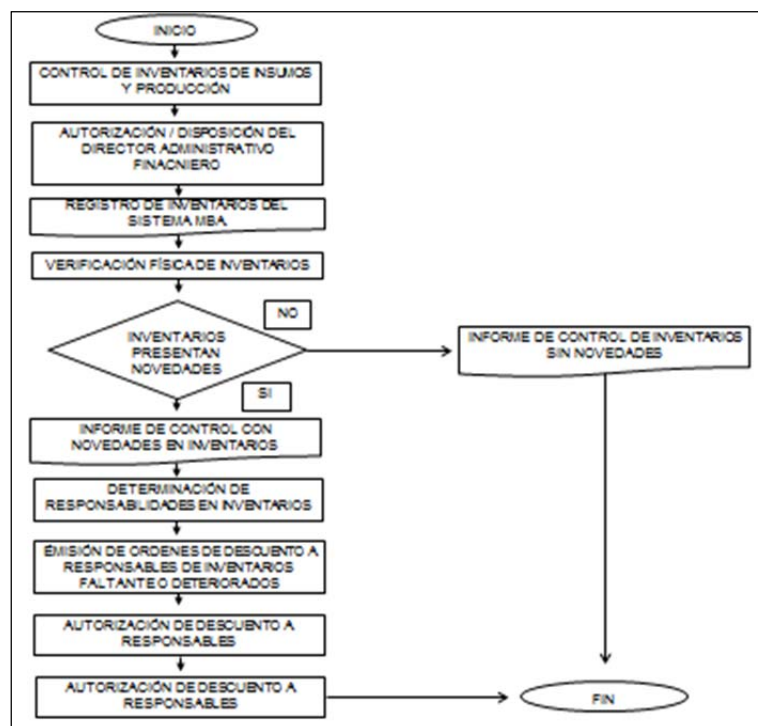 INICIO
CONTROL DE INVENTARIOS DE INSUMOS
Y PRODUCCIÓN
AUTORIZACIÓN / DISPOSICIÓN DEL
DIRECTOR ADMINISTRATIVO
FINACNIERO
REGISTRO DE INVENTARIOS DEL
SISTEMA MBA
VERIFICACIÓN FÍSICA DE INVENTARIOS
NO
INVENTARIOS
PRESENTAN
NOVEDADES
INFORME DE CONTROL DE INVENTARIOS
SIN NOVEDADES
SI
INFORME DE CONTROL CON
NOVEDADES EN INVENTARIOS
DETERMINACIÓN DE
RESPONSABILIDADES EN INVENTARIOS
ÉMISIÓN DE ORDENES DE DESCUENTO A
RESPONSABLES DE INVENTARIOS
FALTANTE O DETERIORADOS
AUTORIZACIÓN DE DESCUENTO A
RESPONSABLES
AUTORIZACIÓN DE DESCUENTO A
RESPONSABLES
FIN